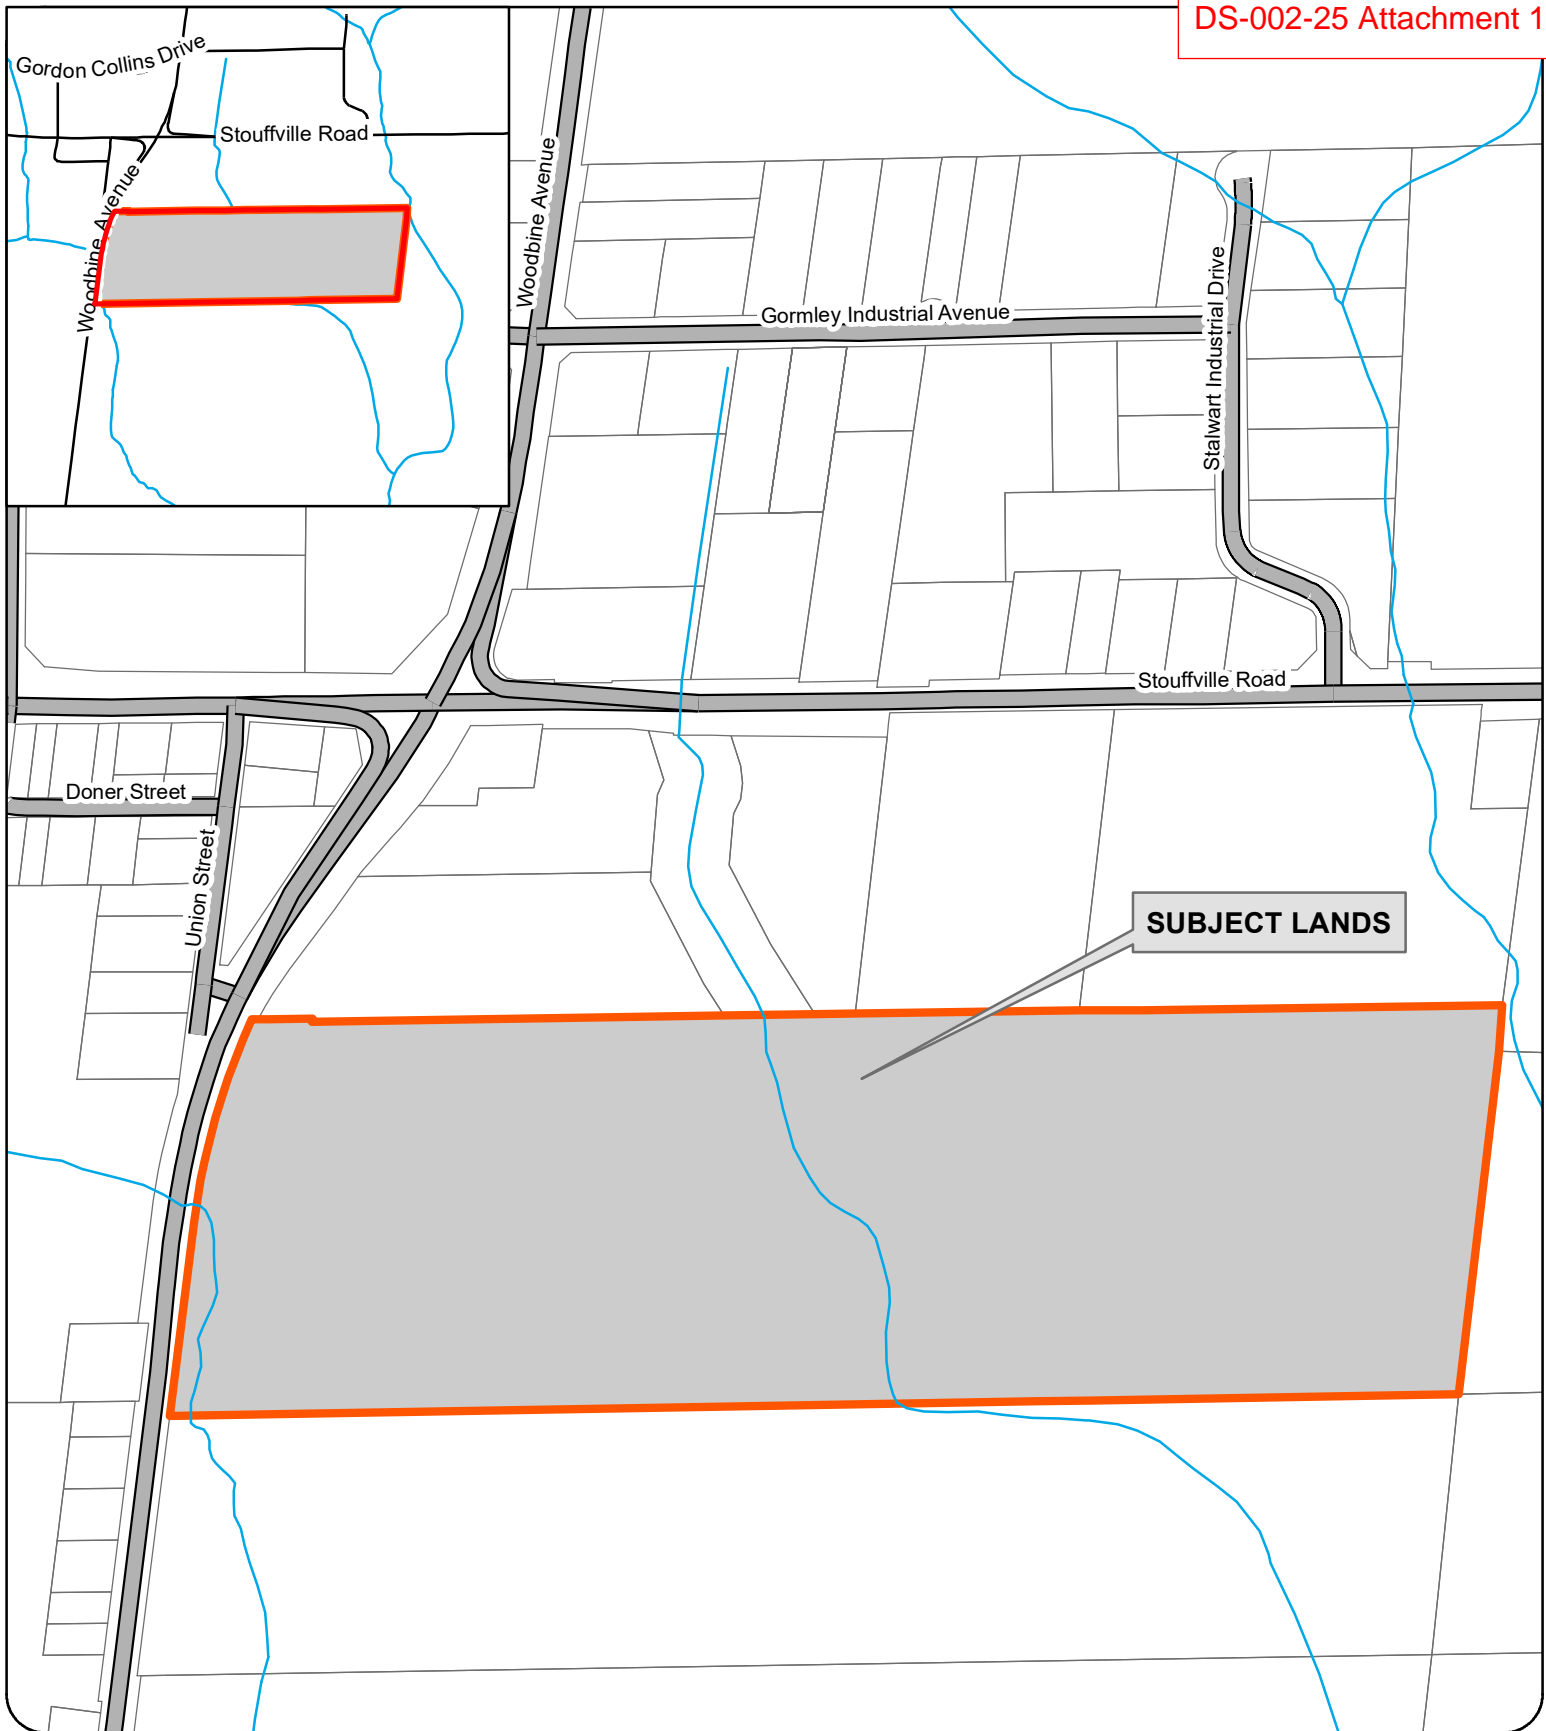 DS-002-25 Attachment 1
Gordon Collins Drive
Stouffville Road
Woodbine Avenue
Woodbine Avenue
Gormley Industrial Avenue
Stalwart Industrial Drive
Stouffville Road
Doner Street
Union Street
SUBJECT LANDS